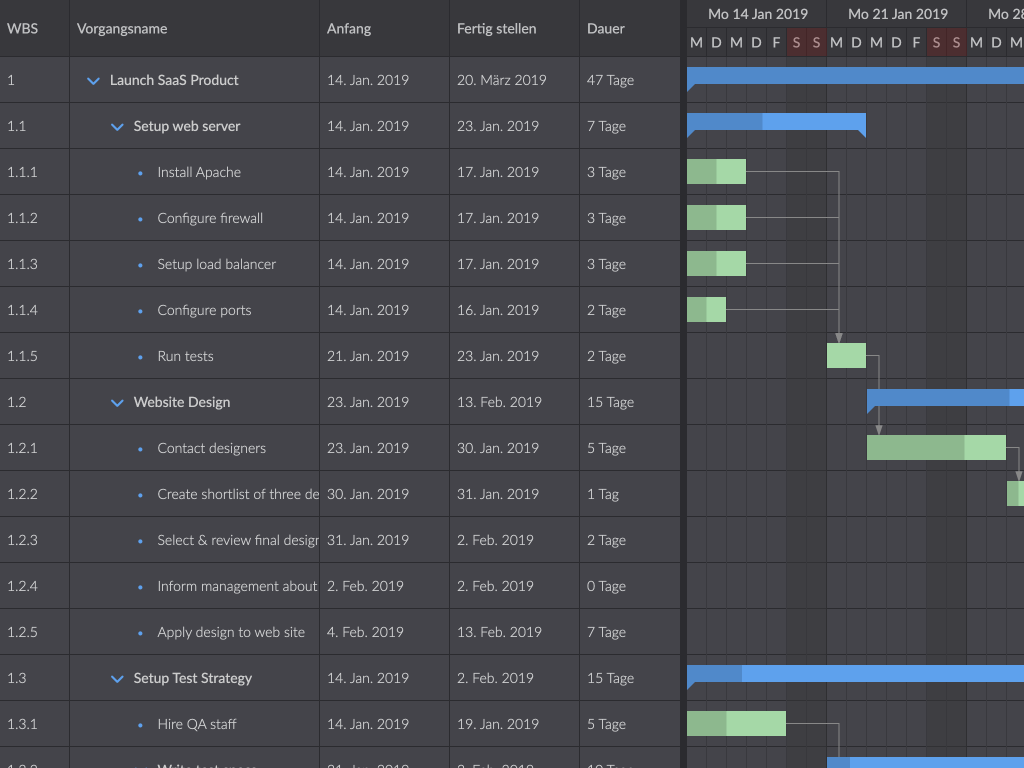 WBS Vorgangsname Anfang Fertig stellen Dauer
Mo 14 Jan 2019 Mo 21 Jan 2019 Mo 28
M D M D F S S M D M D F S S M D M
1 Launch SaaS Product 14. Jan. 2019 20. März 2019 47 Tage
1.1 Setup web server 14. Jan. 2019 23. Jan. 2019 7 Tage
1.1.1 Install Apache 14. Jan. 2019 17. Jan. 2019 3 Tage
1.1.2 Configure firewall 14. Jan. 2019 17. Jan. 2019 3 Tage
1.1.3 Setup load balancer 14. Jan. 2019 17. Jan. 2019 3 Tage
1.1.4 Configure ports 14. Jan. 2019 16. Jan. 2019 2 Tage
1.1.5 Run tests 21. Jan. 2019 23. Jan. 2019 2 Tage
1.2 Website Design 23. Jan. 2019 13. Feb. 2019 15 Tage
1.2.1 Contact designers 23. Jan. 2019 30. Jan. 2019 5 Tage
1.2.2 Create shortlist of three de 30. Jan. 2019 31. Jan. 2019 1 Tag
1.2.3 Select & review final design 31. Jan. 2019 2. Feb. 2019 2 Tage
1.2.4 Inform management about 2. Feb. 2019 2. Feb. 2019 0 Tage
1.2.5 Apply design to web site 4. Feb. 2019 13. Feb. 2019 7 Tage
1.3 Setup Test Strategy 14. Jan. 2019 2. Feb. 2019 15 Tage
1.3.1 Hire QA staff 14. Jan. 2019 19. Jan. 2019 5 Tage